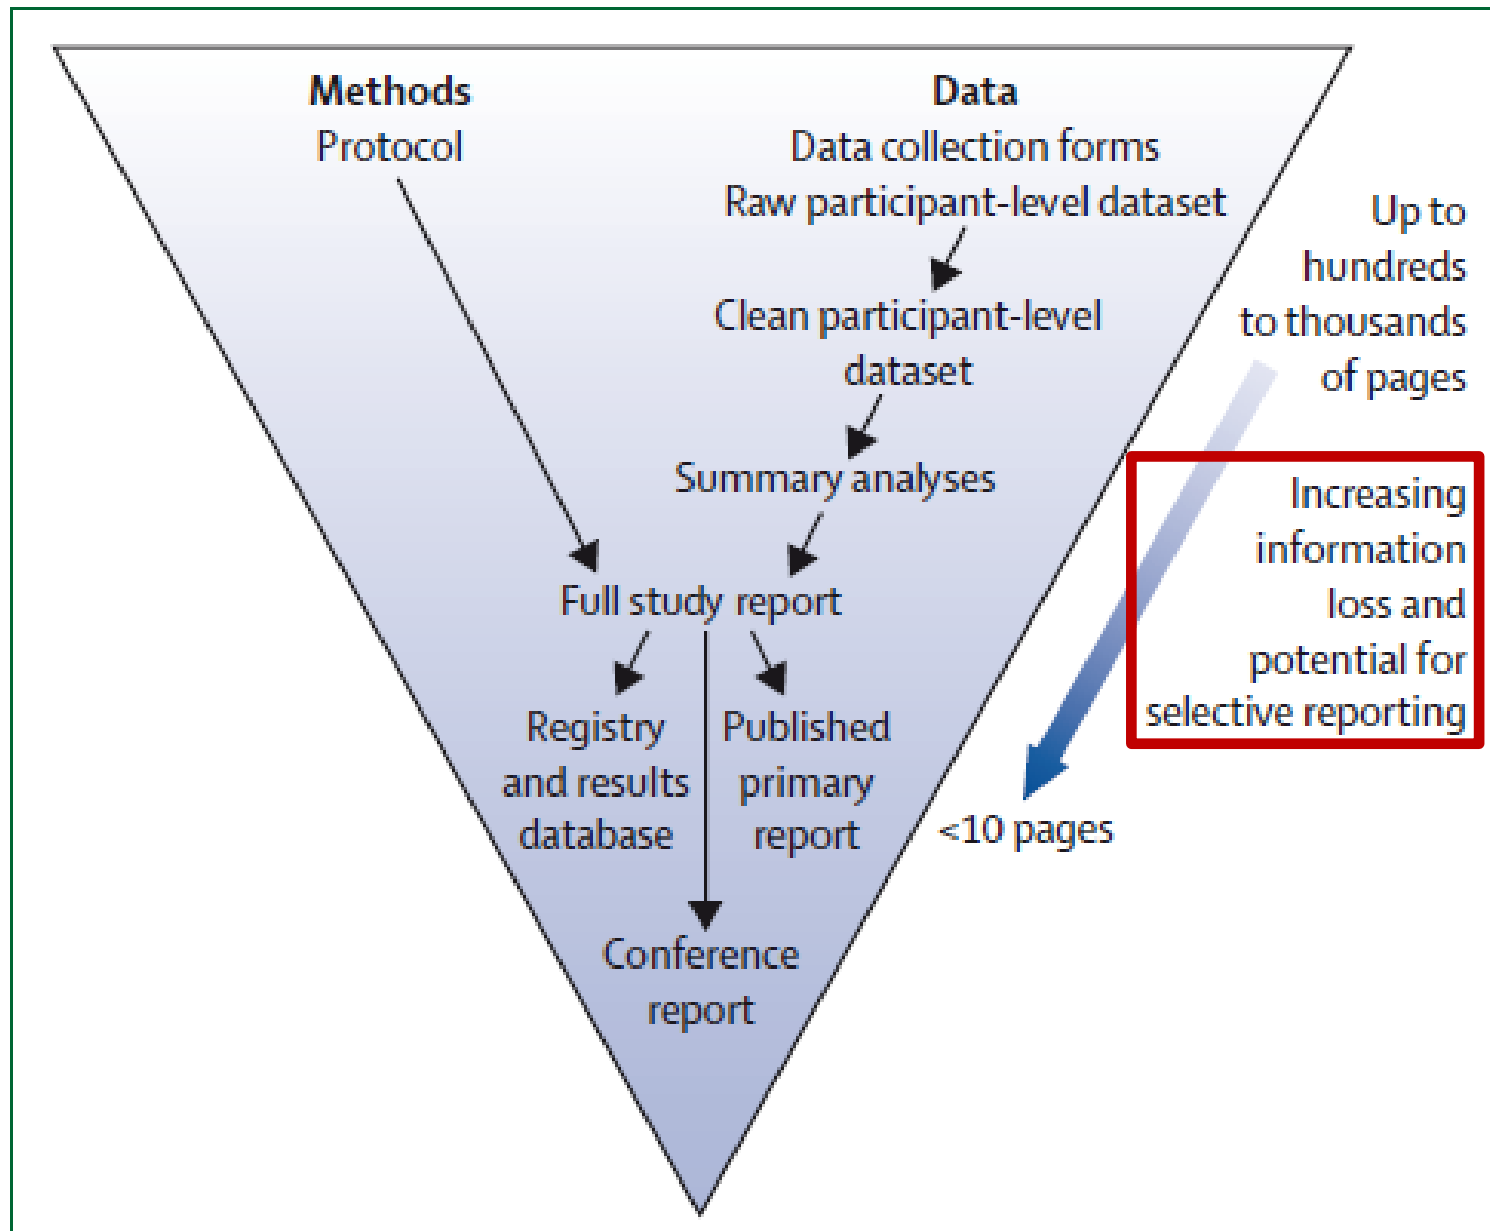 Methods
Protocol
Data
Data collection forms
Raw participant-level dataset
Clean participant-level
dataset
Summary analyses
Full study report
Registry
and results
database
Published
primary
report
Conference
report
Up to
hundreds
to thousands
of pages
Increasing
information
loss and
potential for
selective reporting
<10 pages